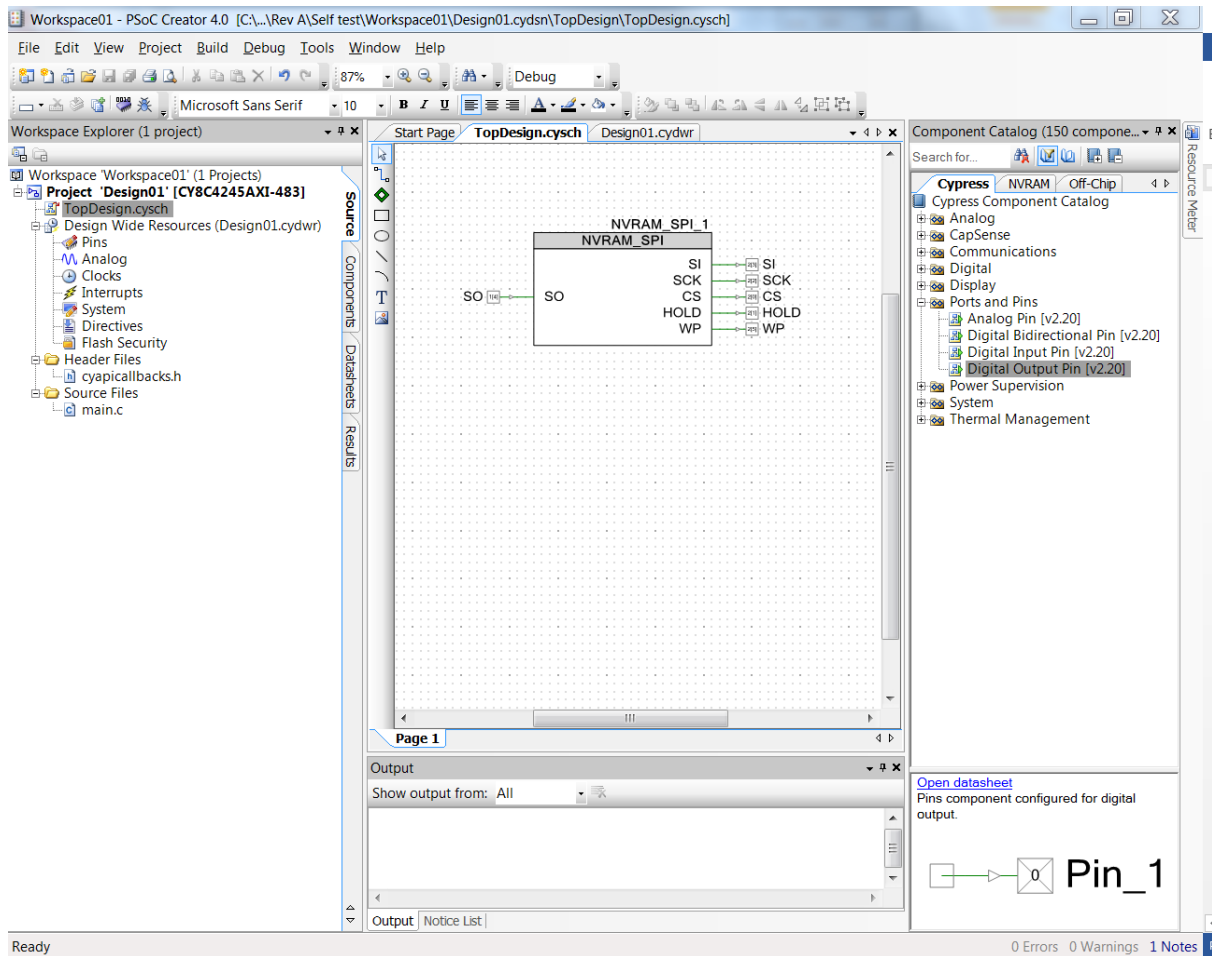 Workspace01 - PSoC Creator 4.0 [C:\...\Rev A\Self test\Workspace01\Design01.cydsn\TopDesign\TopDesign.cysch]
File Edit View Project Build Debug Tools Window Help
87% Debug
Microsoft Sans Serif 10 B I U A
Workspace Explorer (1 project)
Workspace 'Workspace01' (1 Projects)
Project 'Design01' [CY8C4245AXI-483]
TopDesign.cysch
Design Wide Resources (Design01.cydwr)
Pins
Analog
Clocks
Interrupts
System
Directives
Flash Security
Header Files
cyapicallbacks.h
Source Files
main.c
Source
Components
Datasheets
Results
Start Page TopDesign.cysch Design01.cydwr
T
NVRAM_SPI_1
NVRAM_SPI
SI SI
SCK SCK
SO SO CS CS
HOLD HOLD
WP WP
Page 1
Output
Show output from: All
Output Notice List
Component Catalog (150 compone...
Search for...
Cypress NVRAM Off-Chip
Cypress Component Catalog
Analog
CapSense
Communications
Digital
Display
Ports and Pins
Analog Pin [v2.20]
Digital Bidirectional Pin [v2.20]
Digital Input Pin [v2.20]
Digital Output Pin [v2.20]
Power Supervision
System
Thermal Management
Open datasheet
Pins component configured for digital
output.
0 Pin_1
Resource Meter
Ready 0 Errors 0 Warnings 1 Notes